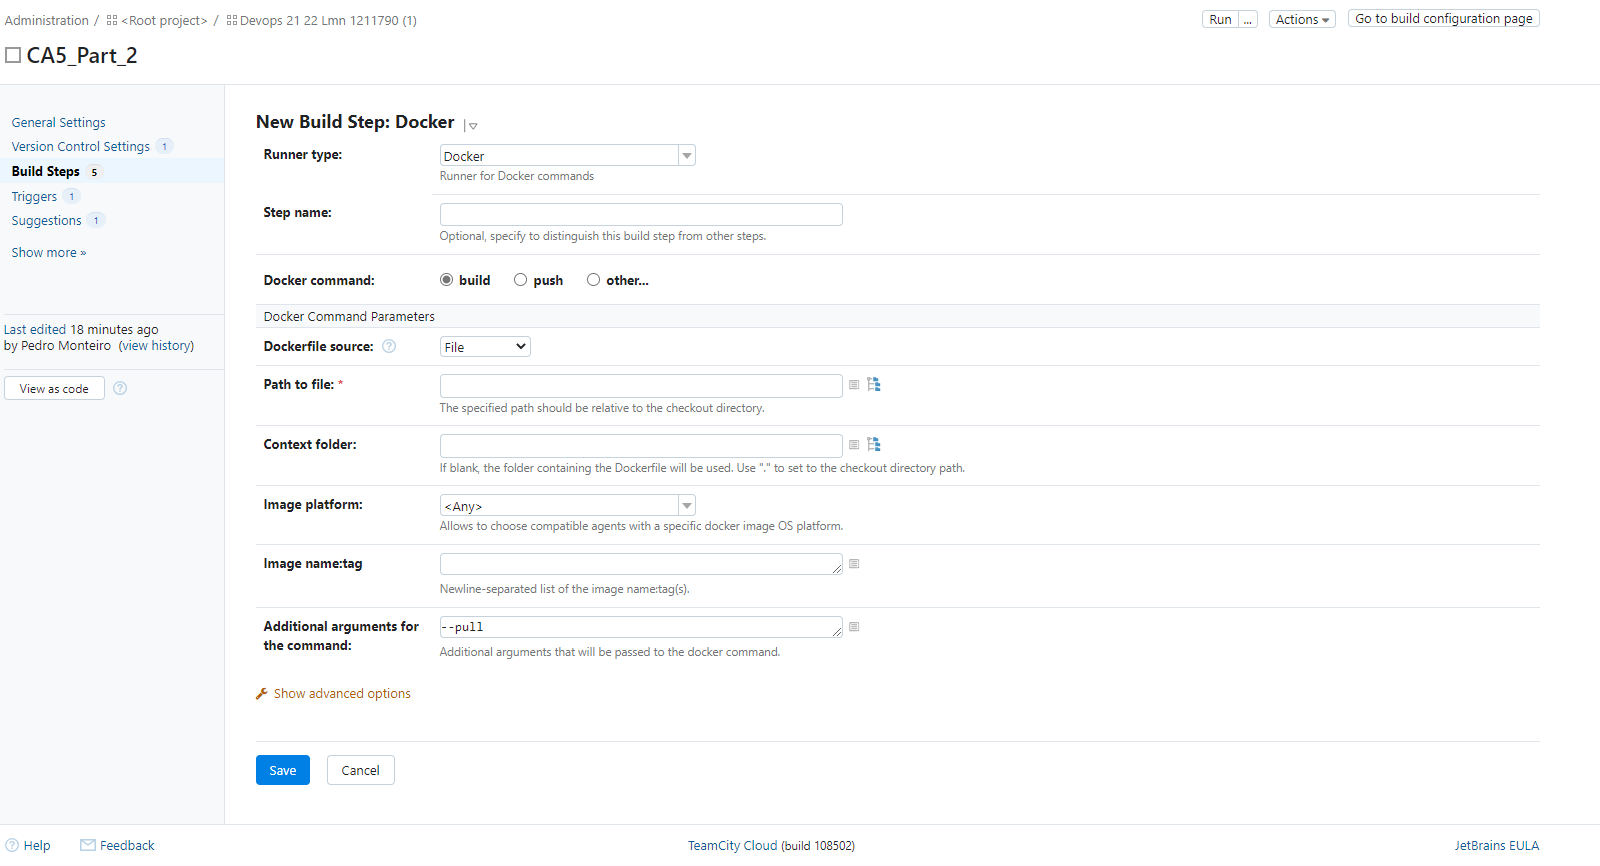 Administration / <Root project> / Devops 21 22 Lmn 1211790 (1)
Run ... Actions Go to build configuration page
CA5_Part_2
General Settings
Version Control Settings 1
Build Steps 5
Triggers 1
Suggestions 1
Show more »
Last edited 18 minutes ago
by Pedro Monteiro (view history)
View as code ?
New Build Step: Docker
Runner type: Docker
Runner for Docker commands
Step name:
Optional, specify to distinguish this build step from other steps.
Docker command: build push other...
Docker Command Parameters
Dockerfile source: ? File
Path to file: *
The specified path should be relative to the checkout directory.
Context folder:
If blank, the folder containing the Dockerfile will be used. Use "." to set to the checkout directory path.
Image platform: <Any>
Allows to choose compatible agents with a specific docker image OS platform.
Image name:tag
Newline-separated list of the image name:tag(s).
Additional arguments for
the command:
--pull
Additional arguments that will be passed to the docker command.
Show advanced options
Save Cancel
? Help Feedback TeamCity Cloud (build 108502) JetBrains EULA